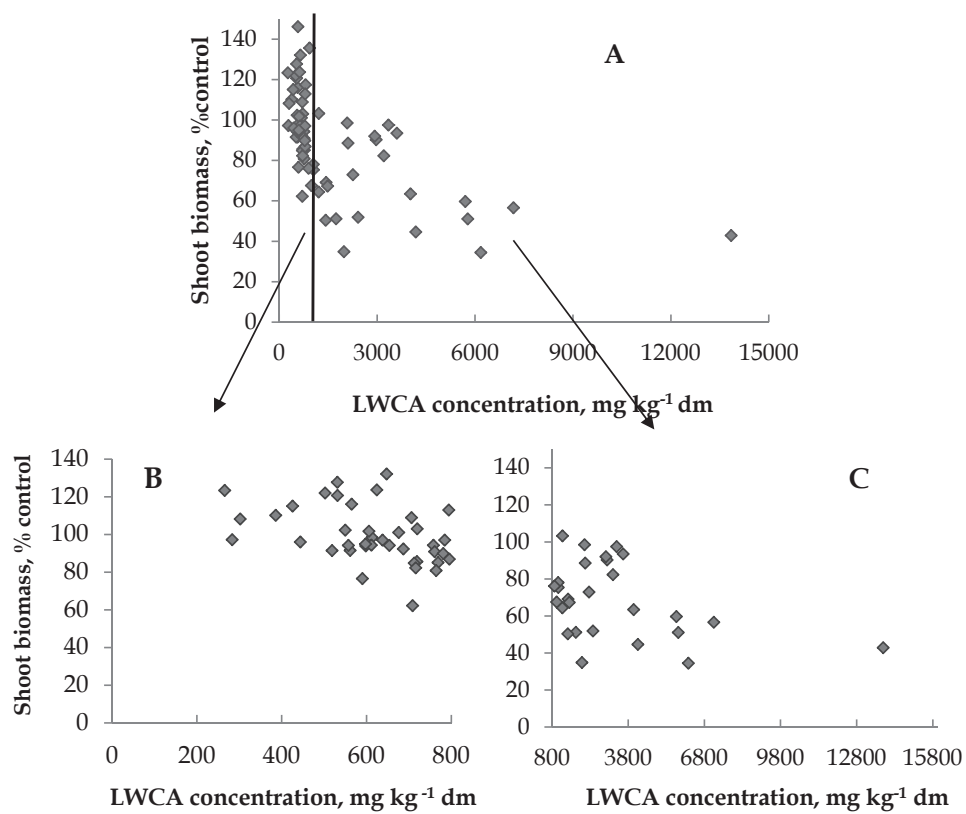 A
Shoot biomass, %control
140
120
100
80
60
40
20
0
0 3000 6000 9000 12000 15000
LWCA concentration, mg kg-1 dm
B
Shoot biomass, % control
140
120
100
80
60
40
20
0
0 200 400 600 800
LWCA concentration, mg kg-1 dm
C
140
120
100
80
60
40
20
0
800 3800 6800 9800 12800 15800
LWCA concentration, mg kg-1 dm